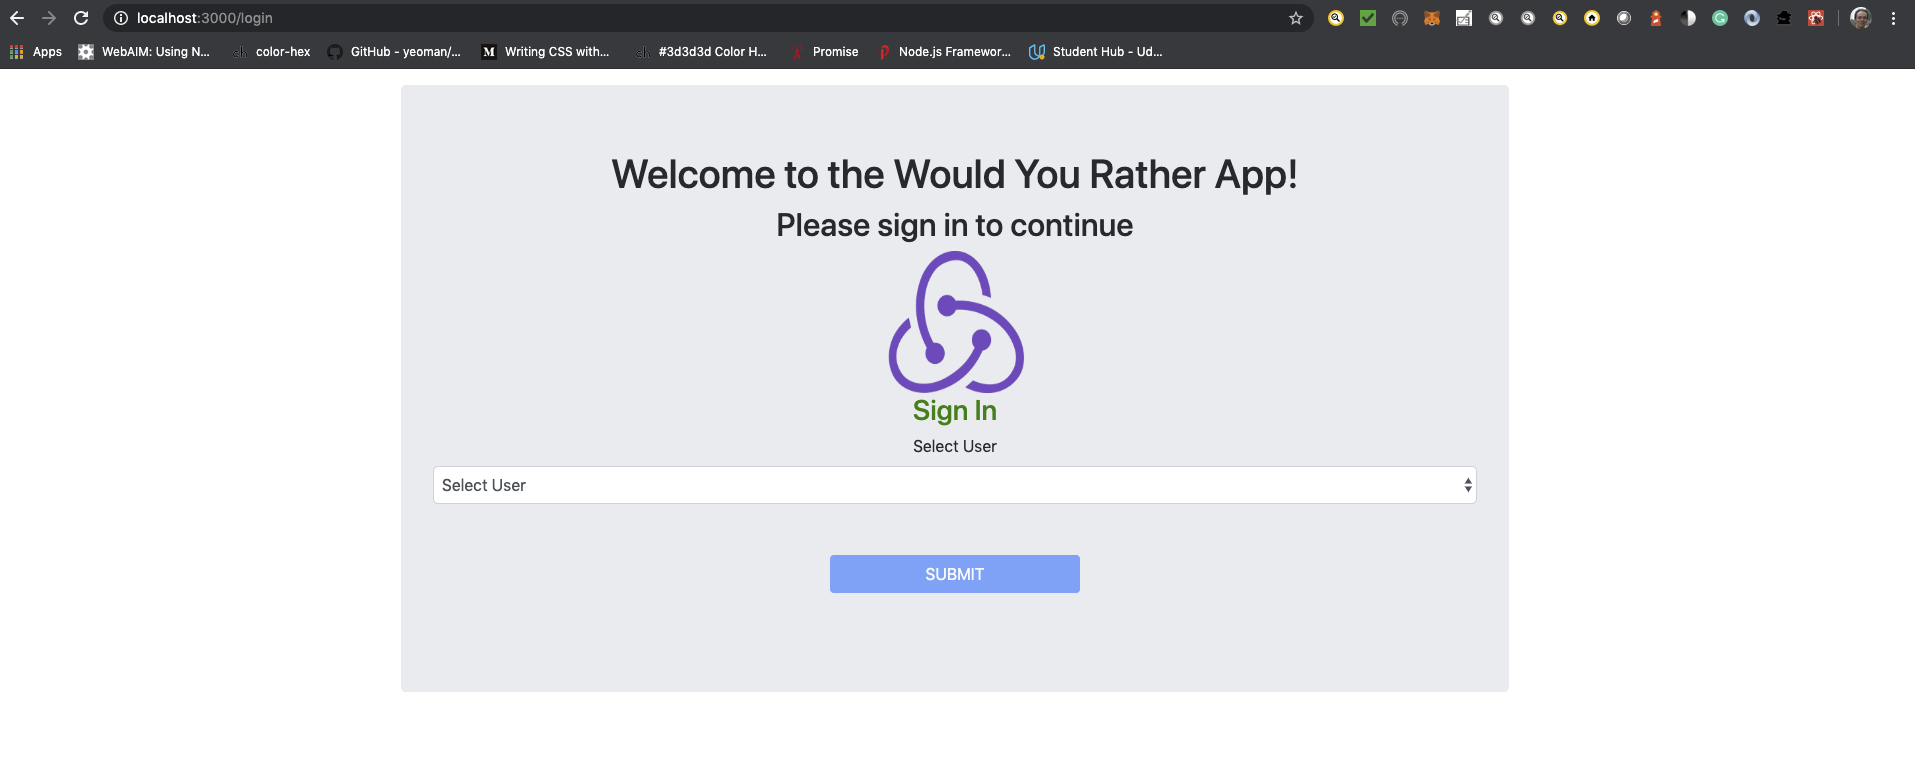 localhost:3000/login
Apps WebAIM: Using N... color-hex GitHub - yeoman/... Writing CSS with... #3d3d3d Color H... Promise Node.js Framewor... Student Hub - Ud...
Welcome to the Would You Rather App!
Please sign in to continue
Sign In
Select User
Select User
SUBMIT